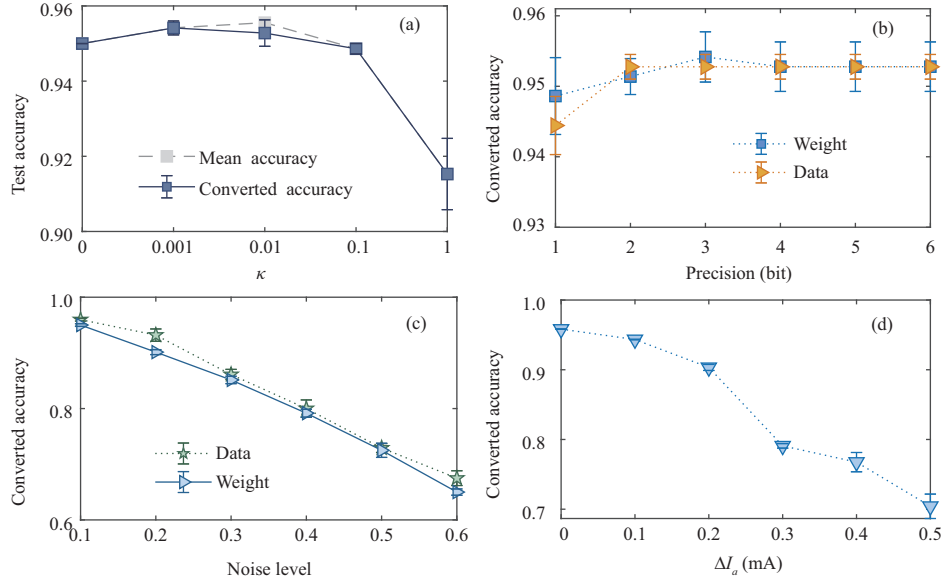 (a)
Test accuracy
0.96
0.94
0.92
0.90
Mean accuracy
Converted accuracy
0
0.001
0.01
0.1
1
κ
(b)
Converted accuracy
0.96
0.95
0.94
0.93
Weight
Data
1
2
3
4
5
6
Precision (bit)
(c)
Converted accuracy
1.0
0.8
0.6
Data
Weight
0.1
0.2
0.3
0.4
0.5
0.6
Noise level
(d)
Converted accuracy
1.0
0.9
0.8
0.7
0
0.1
0.2
0.3
0.4
0.5
ΔIₐ (mA)